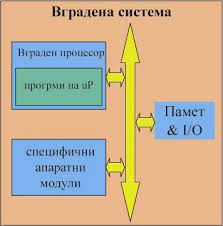 Вградена система
Вграден процесор
прогрми на uP
специфични
апаратни
модули
Памет
& I/O